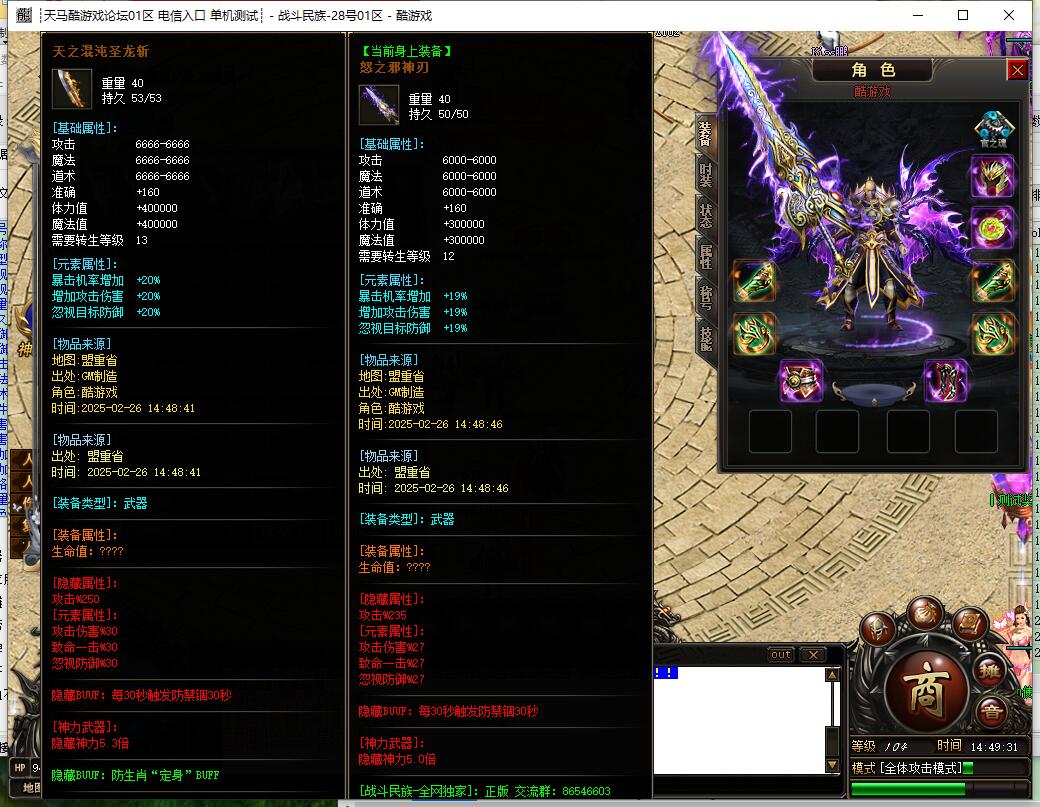 天马酷游戏论坛01区 电信入口 单机测试 - 战斗民族-28号01区 - 酷游戏
天之混沌圣龙斩
重量 40
持久 53/53
[基础属性]:
攻击 6666-6666
魔法 6666-6666
道术 6666-6666
准确 +160
体力值 +400000
魔法值 +400000
需要转生等级 13
[元素属性]:
暴击机率增加 +20%
增加攻击伤害 +20%
忽视目标防御 +20%
[物品来源]
地图:盟重省
出处:GM制造
角色:酷游戏
时间:2025-02-26 14:48:41
[物品来源]
出处: 盟重省
时间: 2025-02-26 14:48:41
[装备类型]: 武器
[装备属性]:
生命值: ????
[隐藏属性]:
攻击%250
[元素属性]:
攻击伤害%30
致命一击%30
忽视防御%30
隐藏BUUF: 每30秒触发防禁锢30秒
[神力武器]:
隐藏神力5.3倍
隐藏BUUF: 防生肖“定身”BUFF
【当前身上装备】
怒之邪神刃
重量 40
持久 50/50
[基础属性]:
攻击 6000-6000
魔法 6000-6000
道术 6000-6000
准确 +160
体力值 +300000
魔法值 +300000
需要转生等级 12
[元素属性]:
暴击机率增加 +19%
增加攻击伤害 +19%
忽视目标防御 +19%
[物品来源]
地图:盟重省
出处:GM制造
角色:酷游戏
时间:2025-02-26 14:48:46
[物品来源]
出处: 盟重省
时间: 2025-02-26 14:48:46
[装备类型]: 武器
[装备属性]:
生命值: ????
[隐藏属性]:
攻击%235
[元素属性]:
攻击伤害%27
致命一击%27
忽视防御%27
隐藏BUUF: 每30秒触发防禁锢30秒
[神力武器]:
隐藏神力5.0倍
[战斗民族-全网独家]: 正版 交流群: 86546603
角 色
酷游戏
装备
时装
状态
属性
称号
技能
官之魂
测试
out
!!
商
摊
音
等级 104 时间 14:49:31
模式[全体攻击模式]
HP
地图